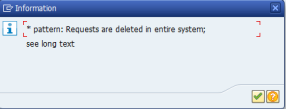 Information
* pattern: Requests are deleted in entire system;
see long text